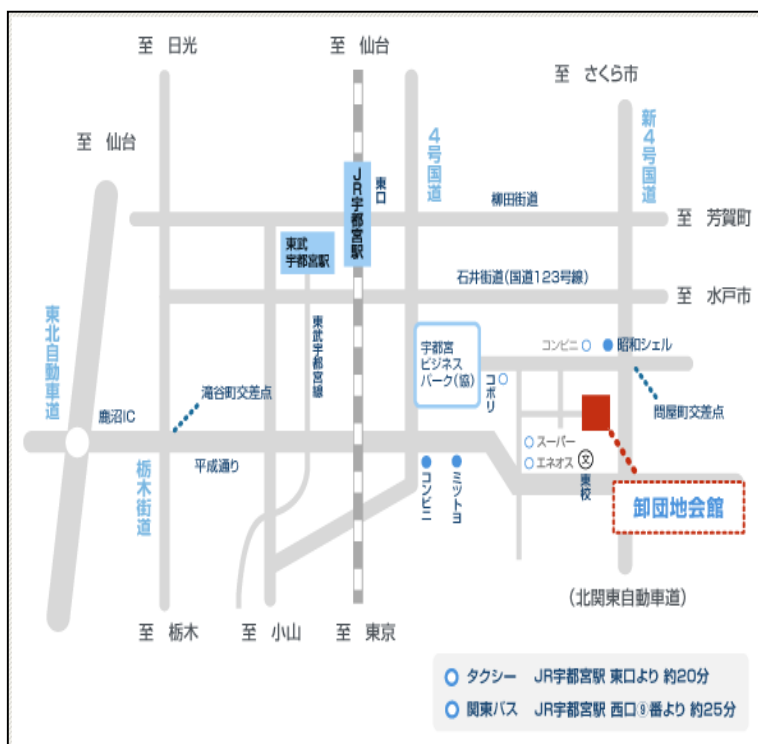 至 日光
至 仙台
至 さくら市
至 仙台
4号国道
新4号国道
JR宇都宮駅
東口
柳田街道
至 芳賀町
東武
宇都宮駅
石井街道(国道123号線)
至 水戸市
東北自動車道
東武宇都宮線
宇都宮
ビジネス
パーク(協)
コンビニ
昭和シェル
コボリ
滝谷町交差点
問屋町交差点
鹿沼IC
平成通り
栃木街道
スーパー
エネオス
文
東校
コンビニ
ミツトヨ
卸団地会館
(北関東自動車道)
至 栃木
至 小山
至 東京
タクシー JR宇都宮駅 東口より 約20分
関東バス JR宇都宮駅 西口⑨番より 約25分